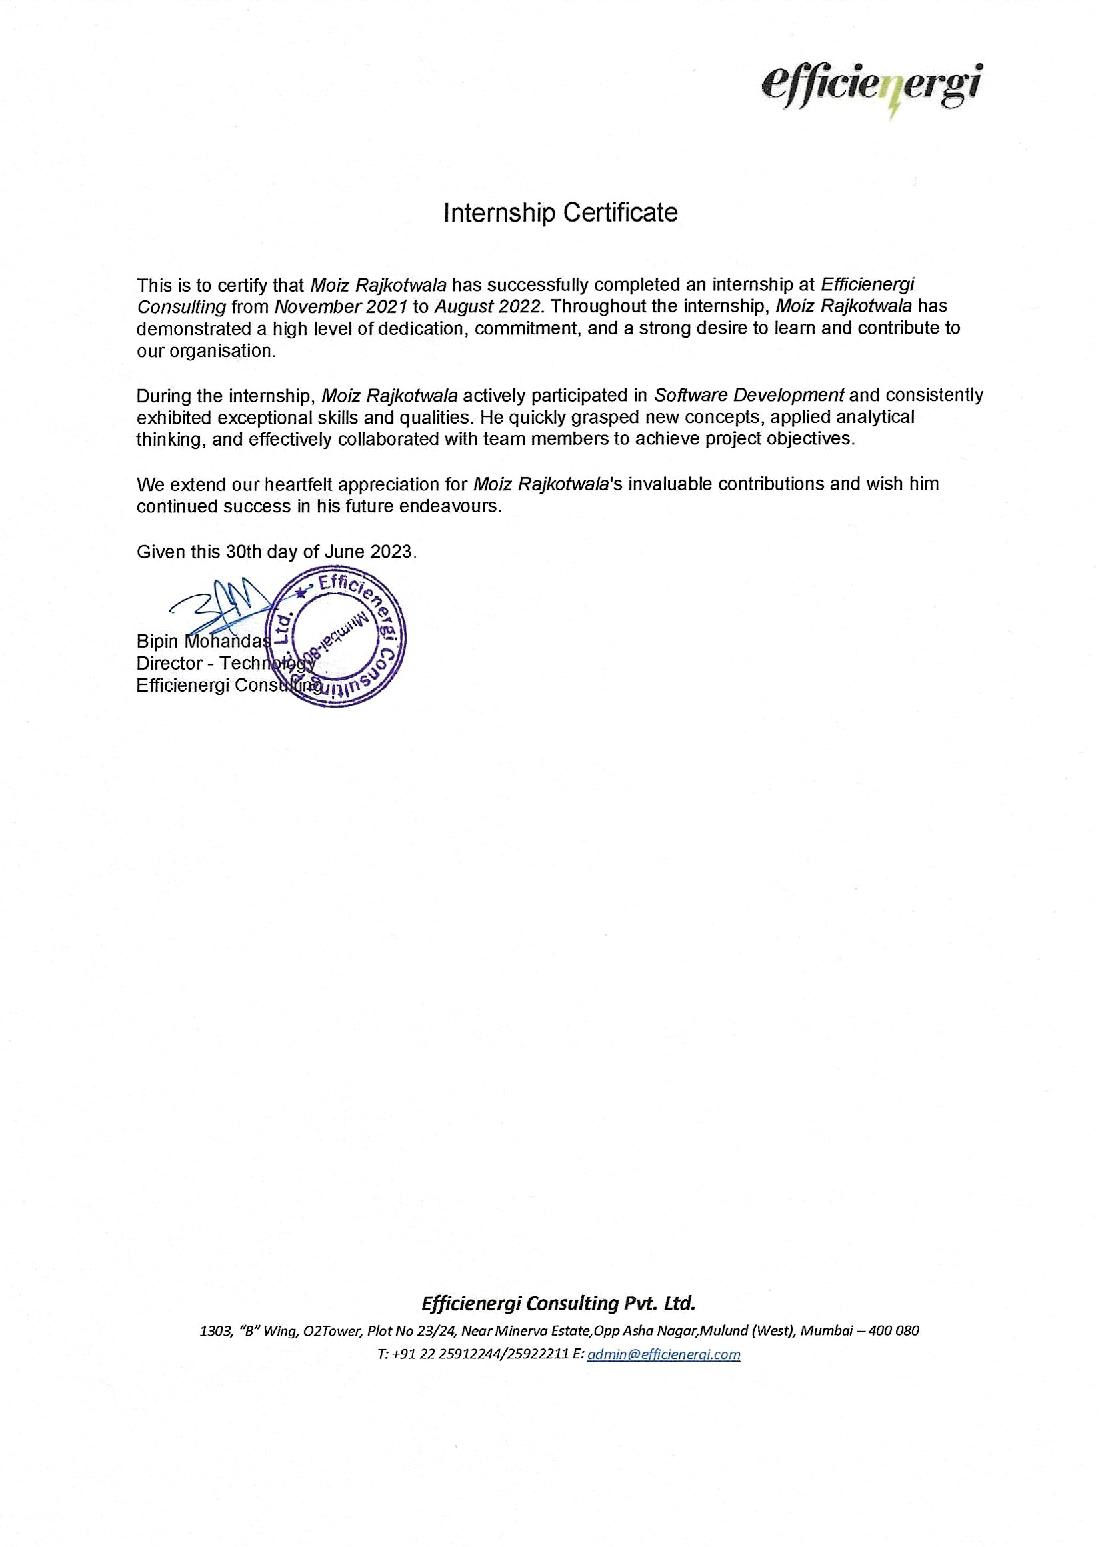 efficienergi
Internship Certificate
This is to certify that Moiz Rajkotwala has successfully completed an internship at Efficienergi
Consulting from November 2021 to August 2022. Throughout the internship, Moiz Rajkotwala has
demonstrated a high level of dedication, commitment, and a strong desire to learn and contribute to
our organisation.
During the internship, Moiz Rajkotwala actively participated in Software Development and consistently
exhibited exceptional skills and qualities. He quickly grasped new concepts, applied analytical
thinking, and effectively collaborated with team members to achieve project objectives.
We extend our heartfelt appreciation for Moiz Rajkotwala's invaluable contributions and wish him
continued success in his future endeavours.
Given this 30th day of June 2023.
Bipin Mohandas
Director - Technology
Efficienergi Consulting
★ Efficienergi Consulting Pvt. Ltd.
Mumbai-80
Efficienergi Consulting Pvt. Ltd.
1303, "B" Wing, O2Tower, Plot No 23/24, Near Minerva Estate,Opp Asha Nagar,Mulund (West), Mumbai – 400 080
T: +91 22 25912244/25922211 E: admin@efficienergi.com